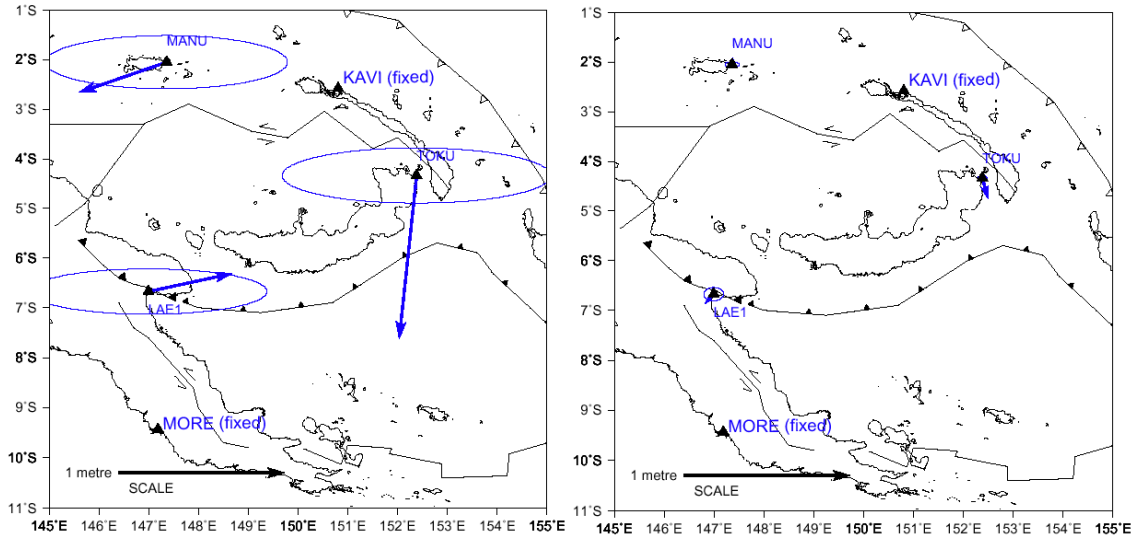 1°S
2°S
3°S
4°S
5°S
6°S
7°S
8°S
9°S
10°S
11°S
145°E 146°E 147°E 148°E 149°E 150°E 151°E 152°E 153°E 154°E 155°E
MANU
KAVI (fixed)
TOKU
LAE1
MORE (fixed)
1 metre
SCALE
1°S
2°S
3°S
4°S
5°S
6°S
7°S
8°S
9°S
10°S
11°S
145°E 146°E 147°E 148°E 149°E 150°E 151°E 152°E 153°E 154°E 155°E
MANU
KAVI (fixed)
TOKU
LAE1
MORE (fixed)
1 metre
SCALE